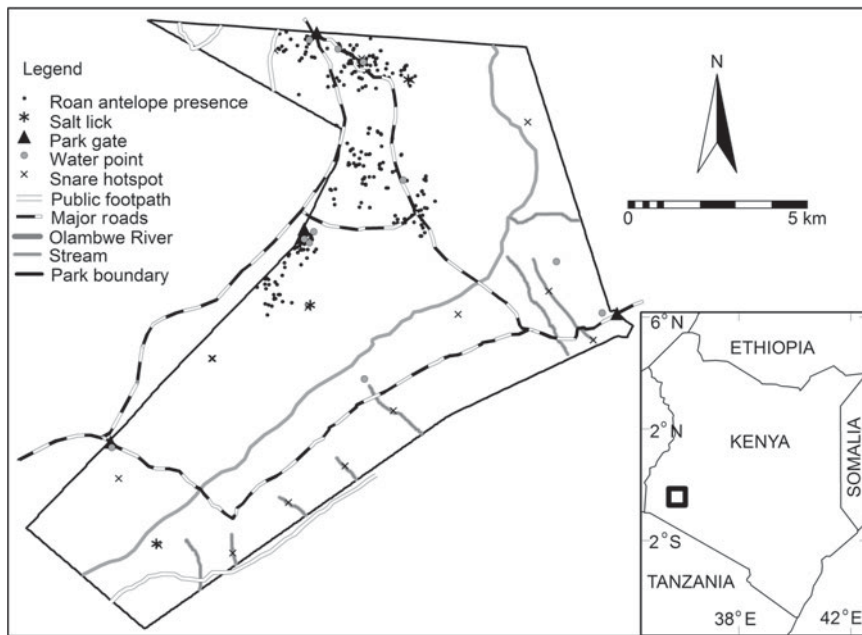 Legend
Roan antelope presence
Salt lick
Park gate
Water point
Snare hotspot
Public footpath
Major roads
Olambwe River
Stream
Park boundary
N
0 5 km
6°N
ETHIOPIA
2°N
KENYA
SOMALIA
2°S
TANZANIA
38°E
42°E